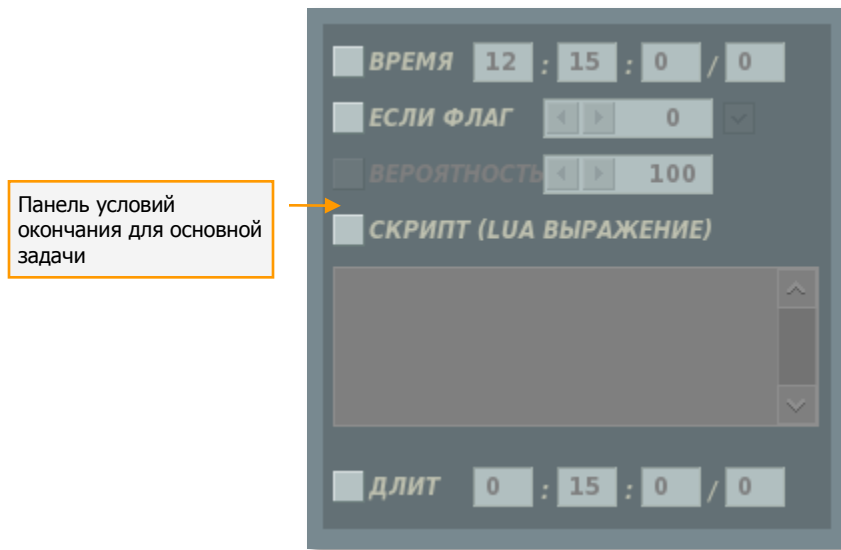 ВРЕМЯ 12 : 15 : 0 / 0
ЕСЛИ ФЛАГ 0
ВЕРОЯТНОСТЬ 100
Панель условий
окончания для основной
задачи
СКРИПТ (LUA ВЫРАЖЕНИЕ)
ДЛИТ 0 : 15 : 0 / 0